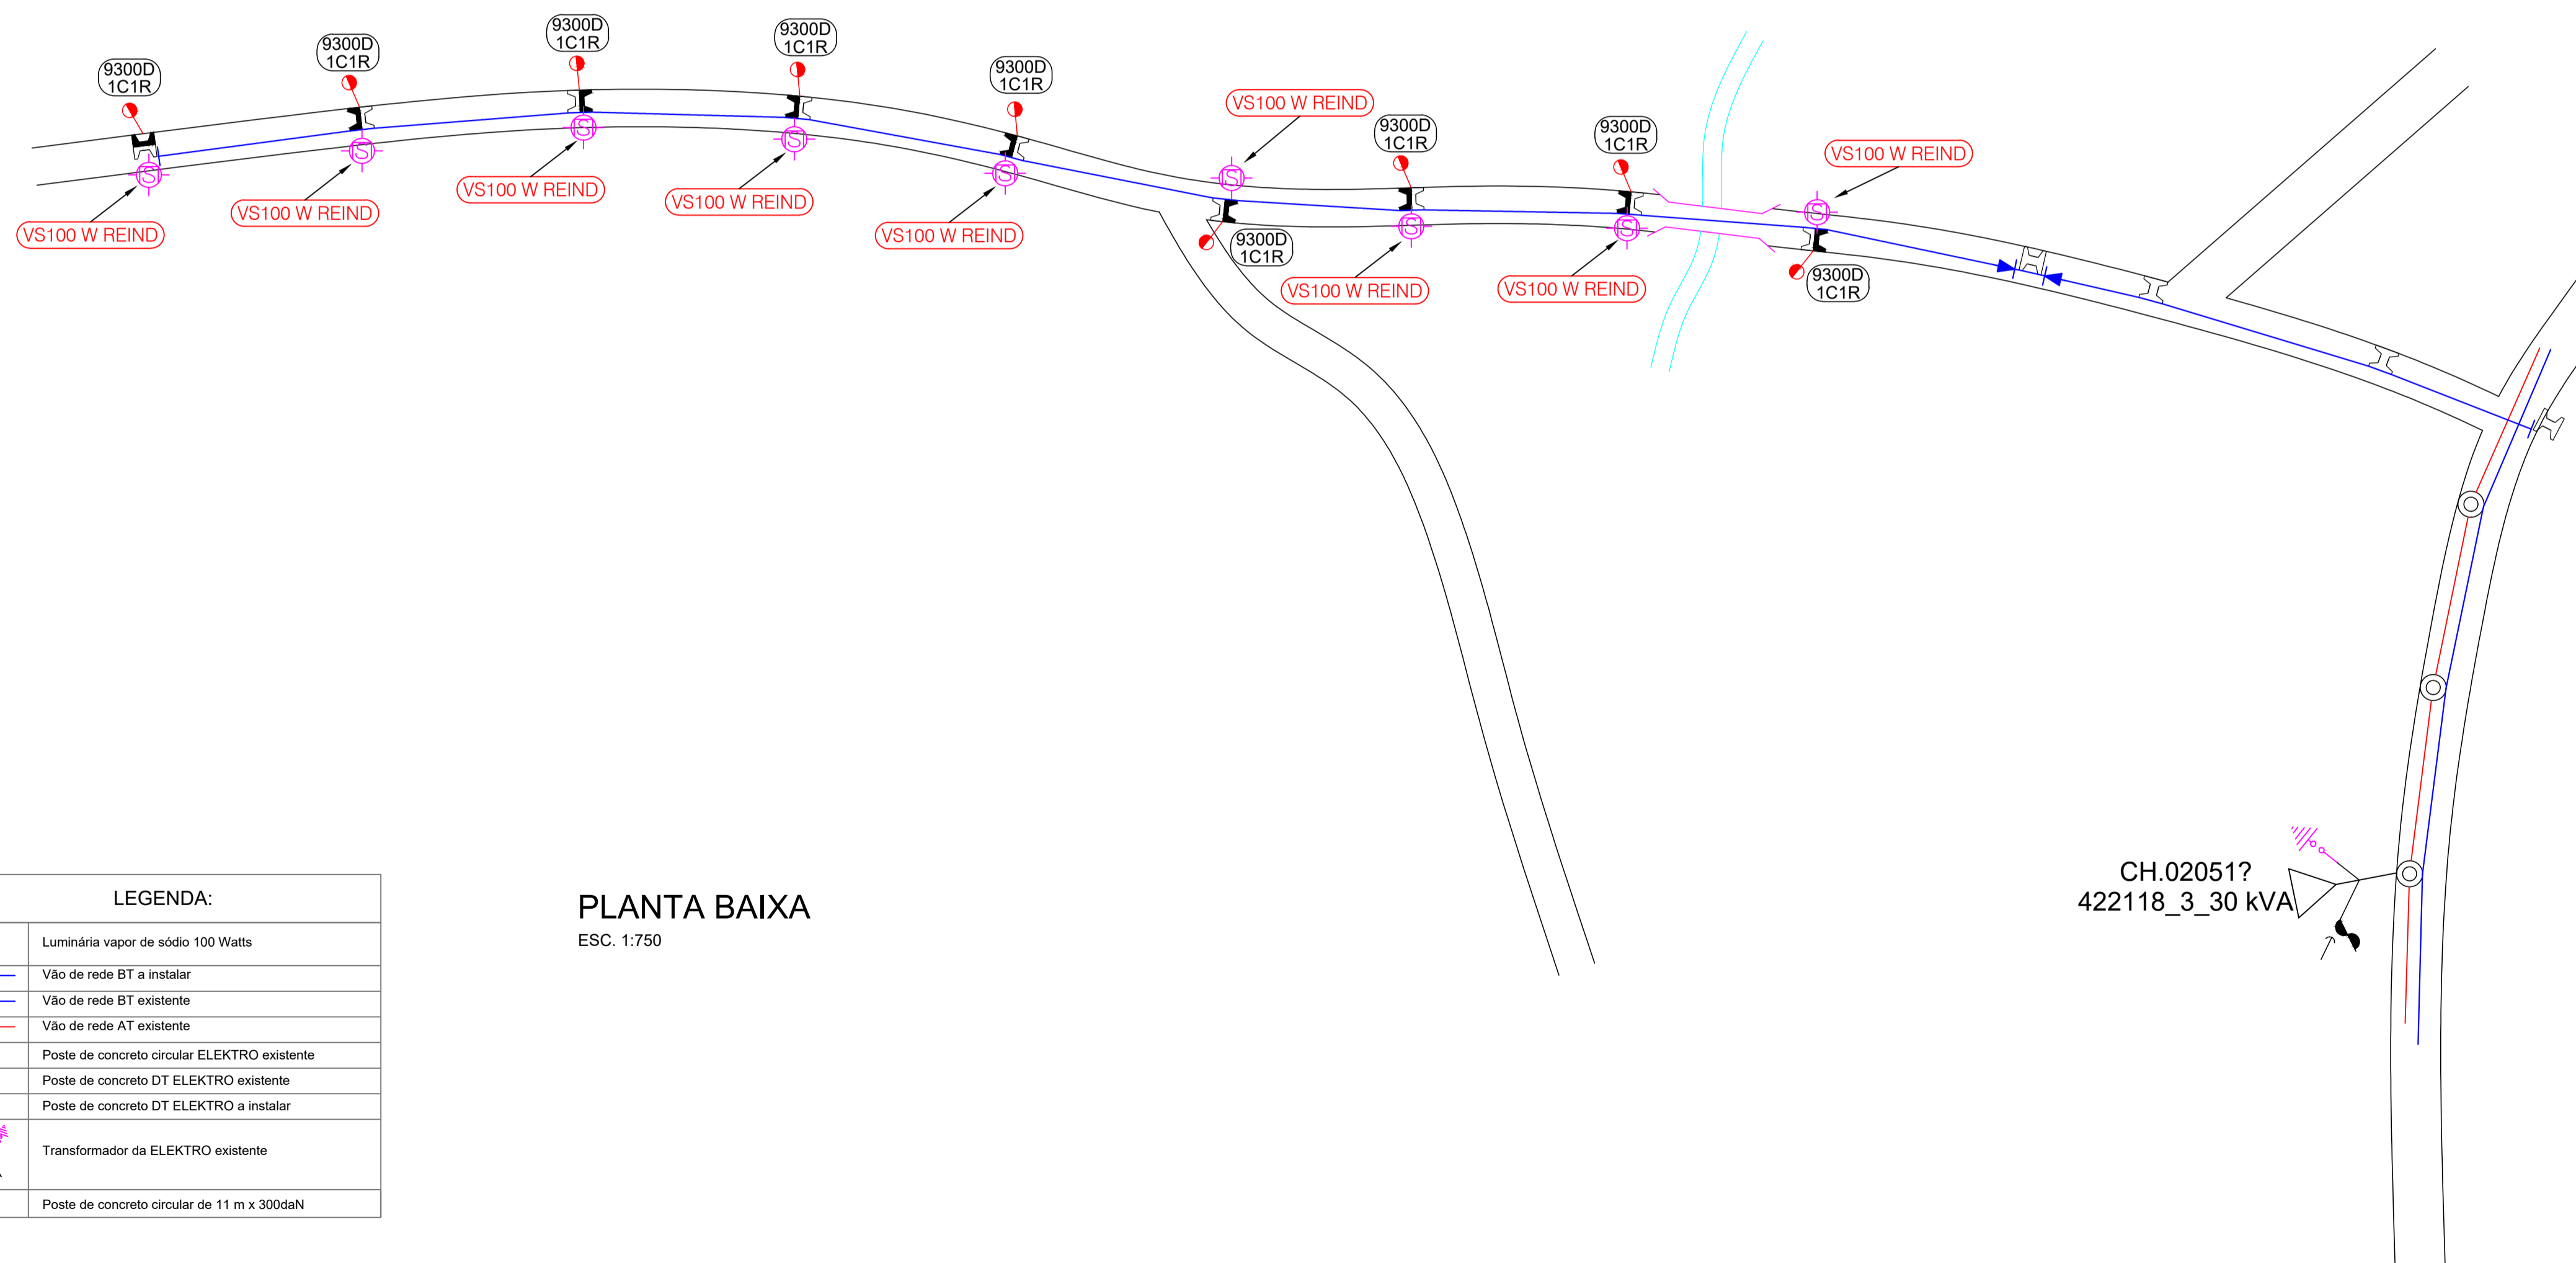 9300D
1C1R
9300D
1C1R
9300D
1C1R
9300D
1C1R
9300D
1C1R
VS100 W REIND
9300D
1C1R
9300D
1C1R
VS100 W REIND
VS100 W REIND
VS100 W REIND
VS100 W REIND
VS100 W REIND
VS100 W REIND
9300D
1C1R
VS100 W REIND
VS100 W REIND
9300D
1C1R
S
S
S
S
S
S
S
S
S
LEGENDA:
Luminária vapor de sódio 100 Watts
Vão de rede BT a instalar
Vão de rede BT existente
Vão de rede AT existente
Poste de concreto circular ELEKTRO existente
Poste de concreto DT ELEKTRO existente
Poste de concreto DT ELEKTRO a instalar
Transformador da ELEKTRO existente
Poste de concreto circular de 11 m x 300daN
PLANTA BAIXA
ESC. 1:750
CH.02051?
422118_3_30 kVA